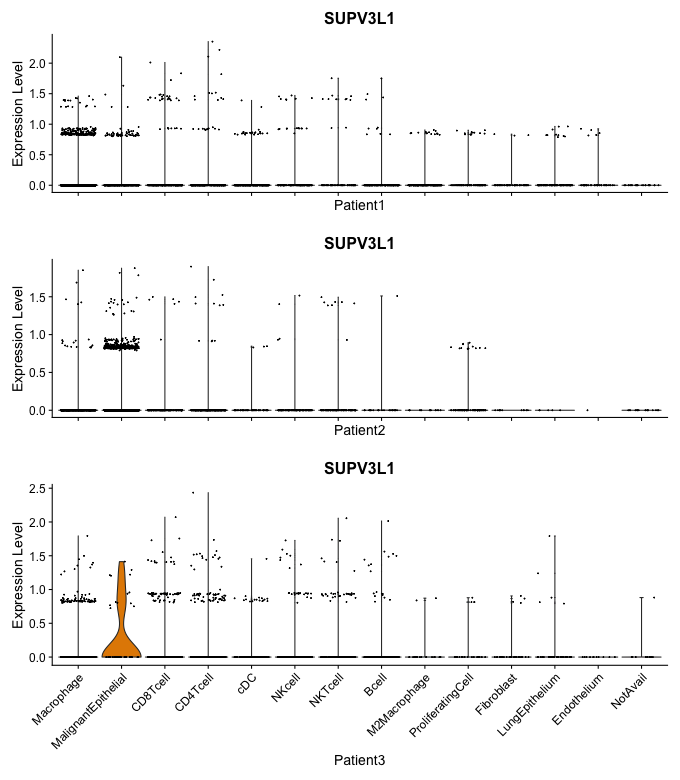 SUPV3L1
Expression Level
2.0
1.5
1.0
0.5
0.0
Patient1
SUPV3L1
Expression Level
1.5
1.0
0.5
0.0
Patient2
SUPV3L1
Expression Level
2.5
2.0
1.5
1.0
0.5
0.0
Macrophage
MalignantEpithelial
CD8Tcell
CD4Tcell
cDC
NKcell
NKTcell
Bcell
M2Macrophage
ProliferatingCell
Fibroblast
LungEpithelium
Endothelium
NotAvail
Patient3